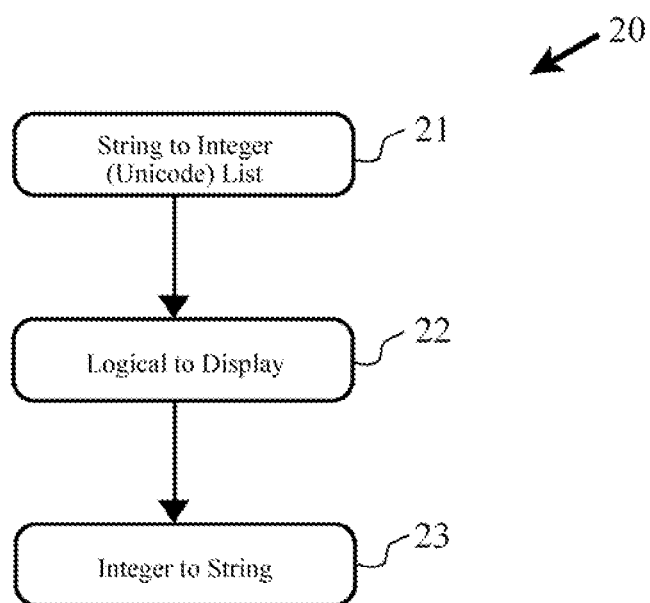 20
String to Integer
(Unicode) List
21
Logical to Display
22
Integer to String
23